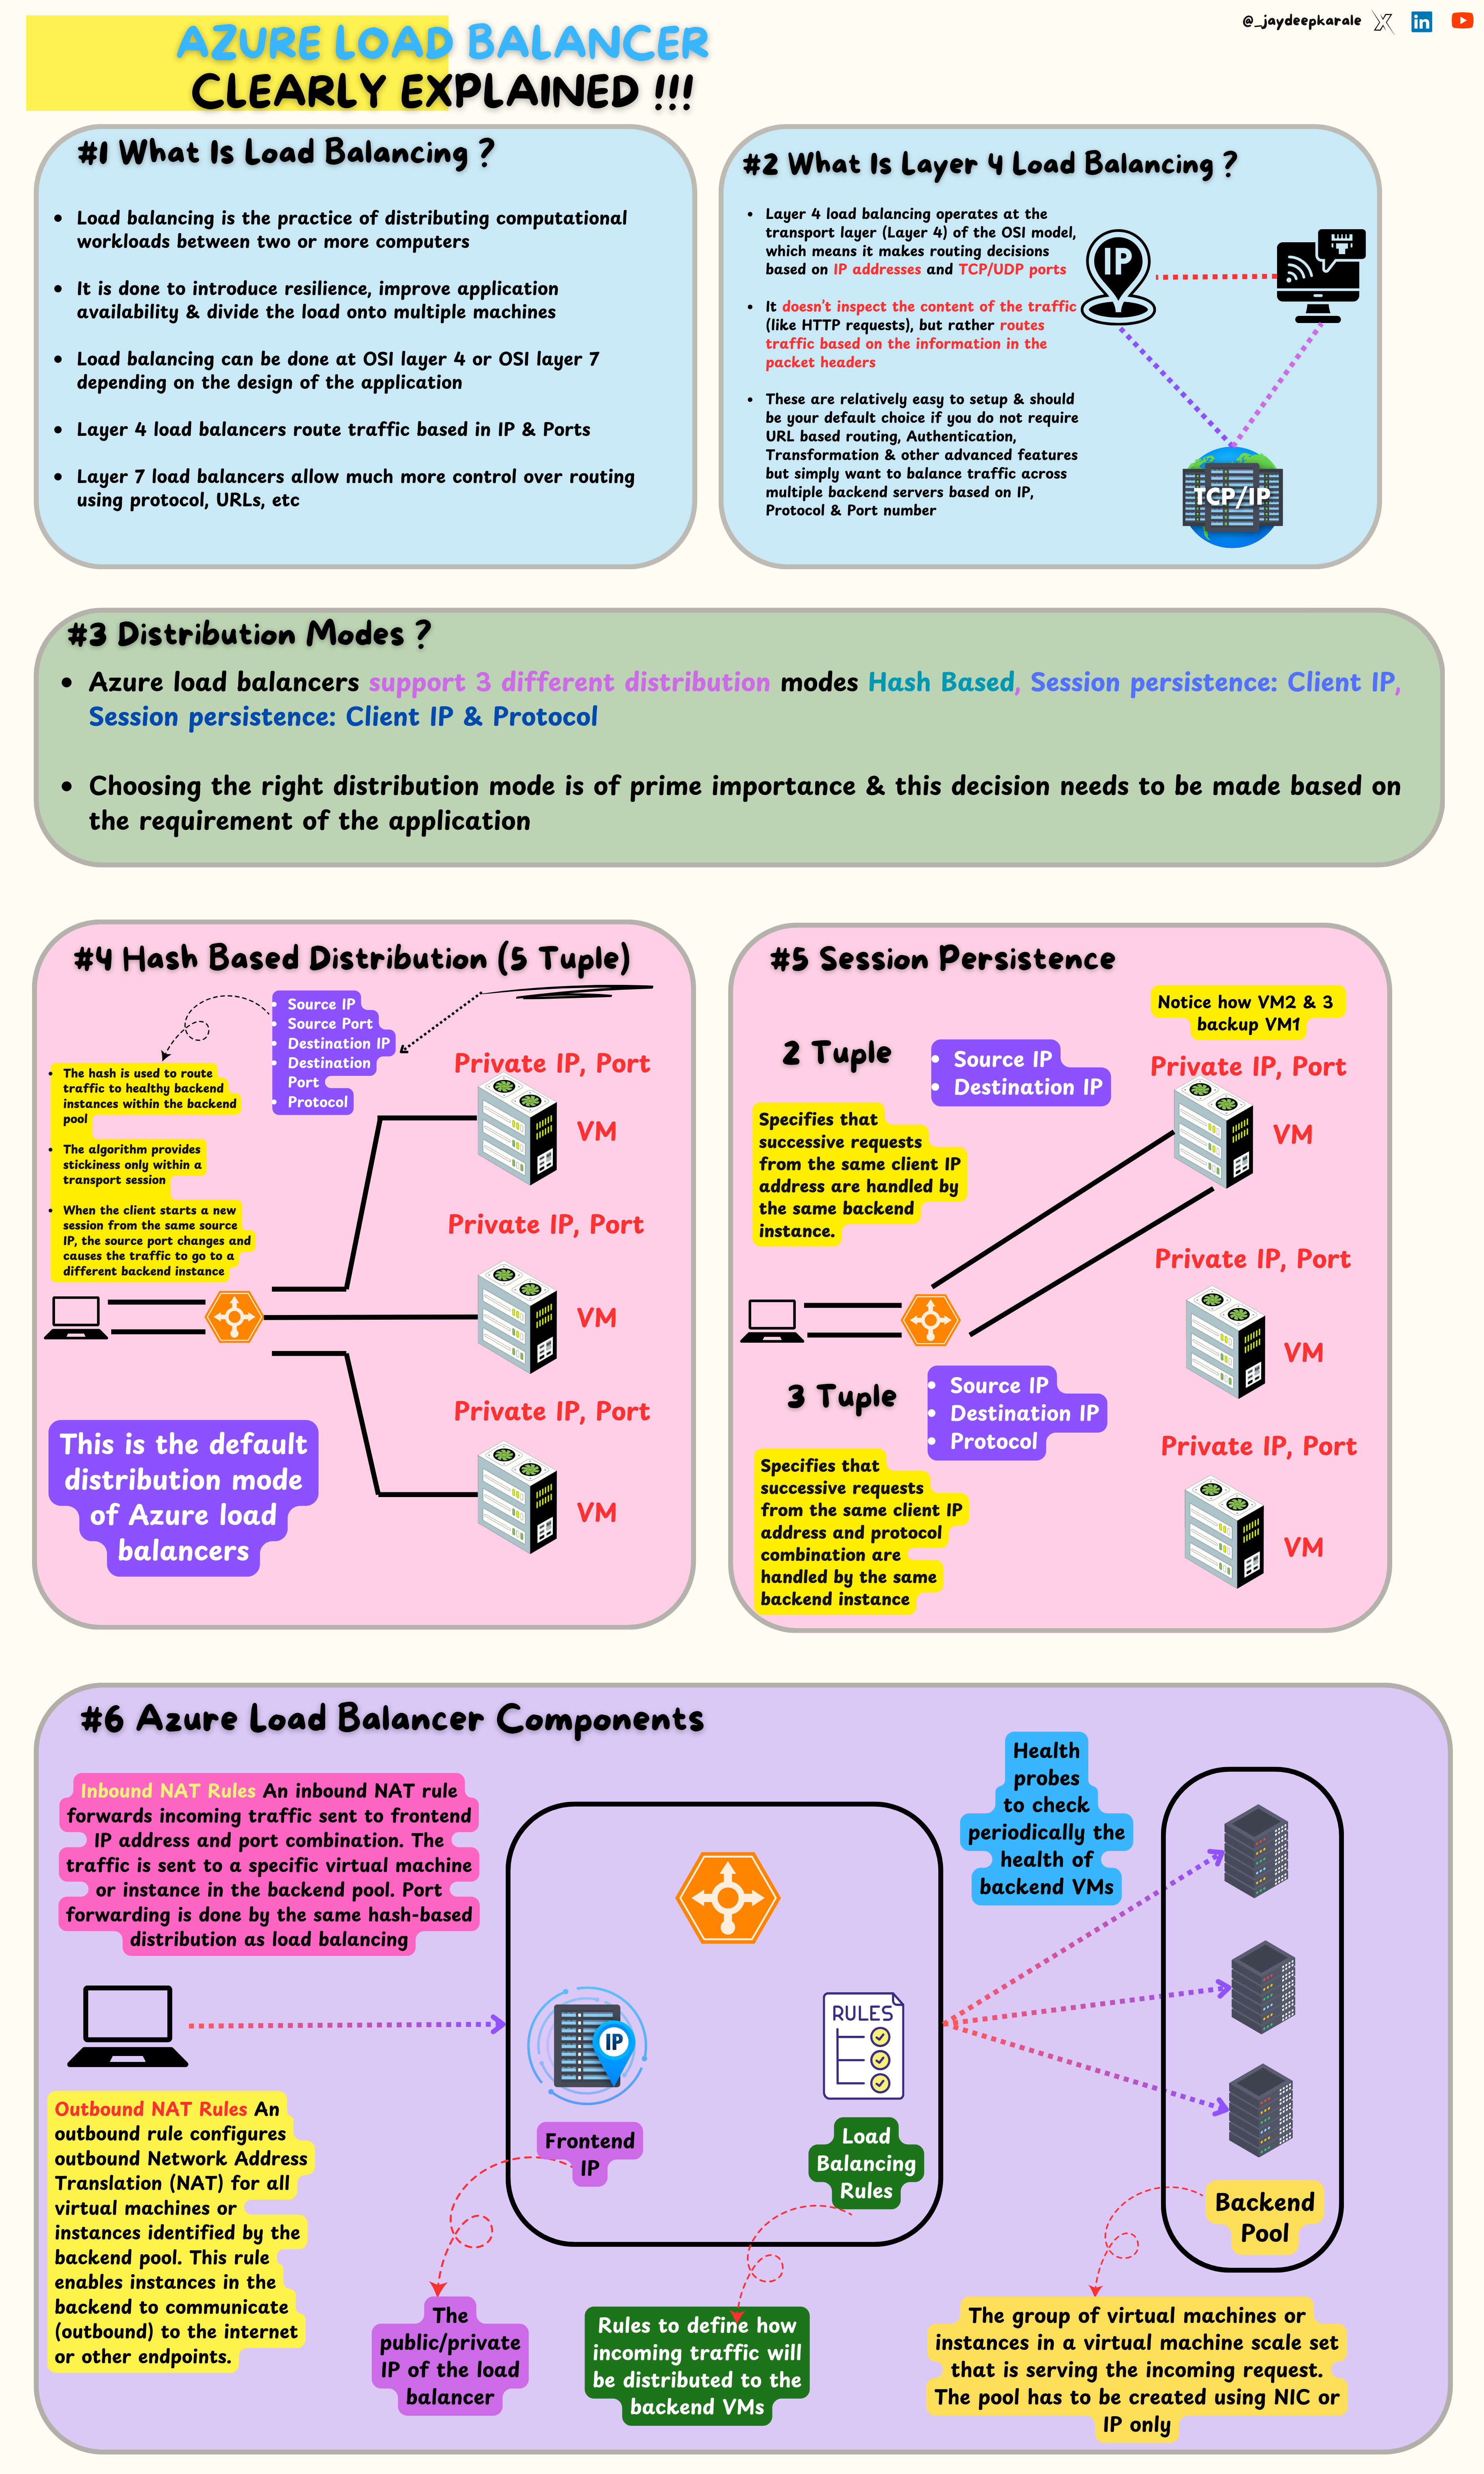 @_jaydeepkarale
AZURE LOAD BALANCER
CLEARLY EXPLAINED !!!
#1 What Is Load Balancing ?
• Load balancing is the practice of distributing computational
workloads between two or more computers
• It is done to introduce resilience, improve application
availability & divide the load onto multiple machines
• Load balancing can be done at OSI layer 4 or OSI layer 7
depending on the design of the application
• Layer 4 load balancers route traffic based in IP & Ports
• Layer 7 load balancers allow much more control over routing
using protocol, URLs, etc
#2 What Is Layer 4 Load Balancing ?
• Layer 4 load balancing operates at the
transport layer (Layer 4) of the OSI model,
which means it makes routing decisions
based on IP addresses and TCP/UDP ports
• It doesn't inspect the content of the traffic
(like HTTP requests), but rather routes
traffic based on the information in the
packet headers
• These are relatively easy to setup & should
be your default choice if you do not require
URL based routing, Authentication,
Transformation & other advanced features
but simply want to balance traffic across
multiple backend servers based on IP,
Protocol & Port number
IP
TCP/IP
#3 Distribution Modes ?
• Azure load balancers support 3 different distribution modes Hash Based, Session persistence: Client IP,
Session persistence: Client IP & Protocol
• Choosing the right distribution mode is of prime importance & this decision needs to be made based on
the requirement of the application
#4 Hash Based Distribution (5 Tuple)
• Source IP
• Source Port
• Destination IP
• Destination
Port
• Protocol
• The hash is used to route
traffic to healthy backend
instances within the backend
pool
• The algorithm provides
stickiness only within a
transport session
• When the client starts a new
session from the same source
IP, the source port changes and
causes the traffic to go to a
different backend instance
Private IP, Port
VM
Private IP, Port
VM
Private IP, Port
VM
This is the default
distribution mode
of Azure load
balancers
#5 Session Persistence
Notice how VM2 & 3
backup VM1
2 Tuple
• Source IP
• Destination IP
Specifies that
successive requests
from the same client IP
address are handled by
the same backend
instance.
Private IP, Port
VM
Private IP, Port
VM
3 Tuple
• Source IP
• Destination IP
• Protocol
Specifies that
successive requests
from the same client IP
address and protocol
combination are
handled by the same
backend instance
Private IP, Port
VM
#6 Azure Load Balancer Components
Inbound NAT Rules An inbound NAT rule
forwards incoming traffic sent to frontend
IP address and port combination. The
traffic is sent to a specific virtual machine
or instance in the backend pool. Port
forwarding is done by the same hash-based
distribution as load balancing
Health
probes
to check
periodically the
health of
backend VMs
IP
RULES
Frontend
IP
Load
Balancing
Rules
Backend
Pool
Outbound NAT Rules An
outbound rule configures
outbound Network Address
Translation (NAT) for all
virtual machines or
instances identified by the
backend pool. This rule
enables instances in the
backend to communicate
(outbound) to the internet
or other endpoints.
The
public/private
IP of the load
balancer
Rules to define how
incoming traffic will
be distributed to the
backend VMs
The group of virtual machines or
instances in a virtual machine scale set
that is serving the incoming request.
The pool has to be created using NIC or
IP only